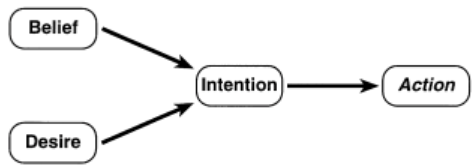 Belief
Intention
Action
Desire